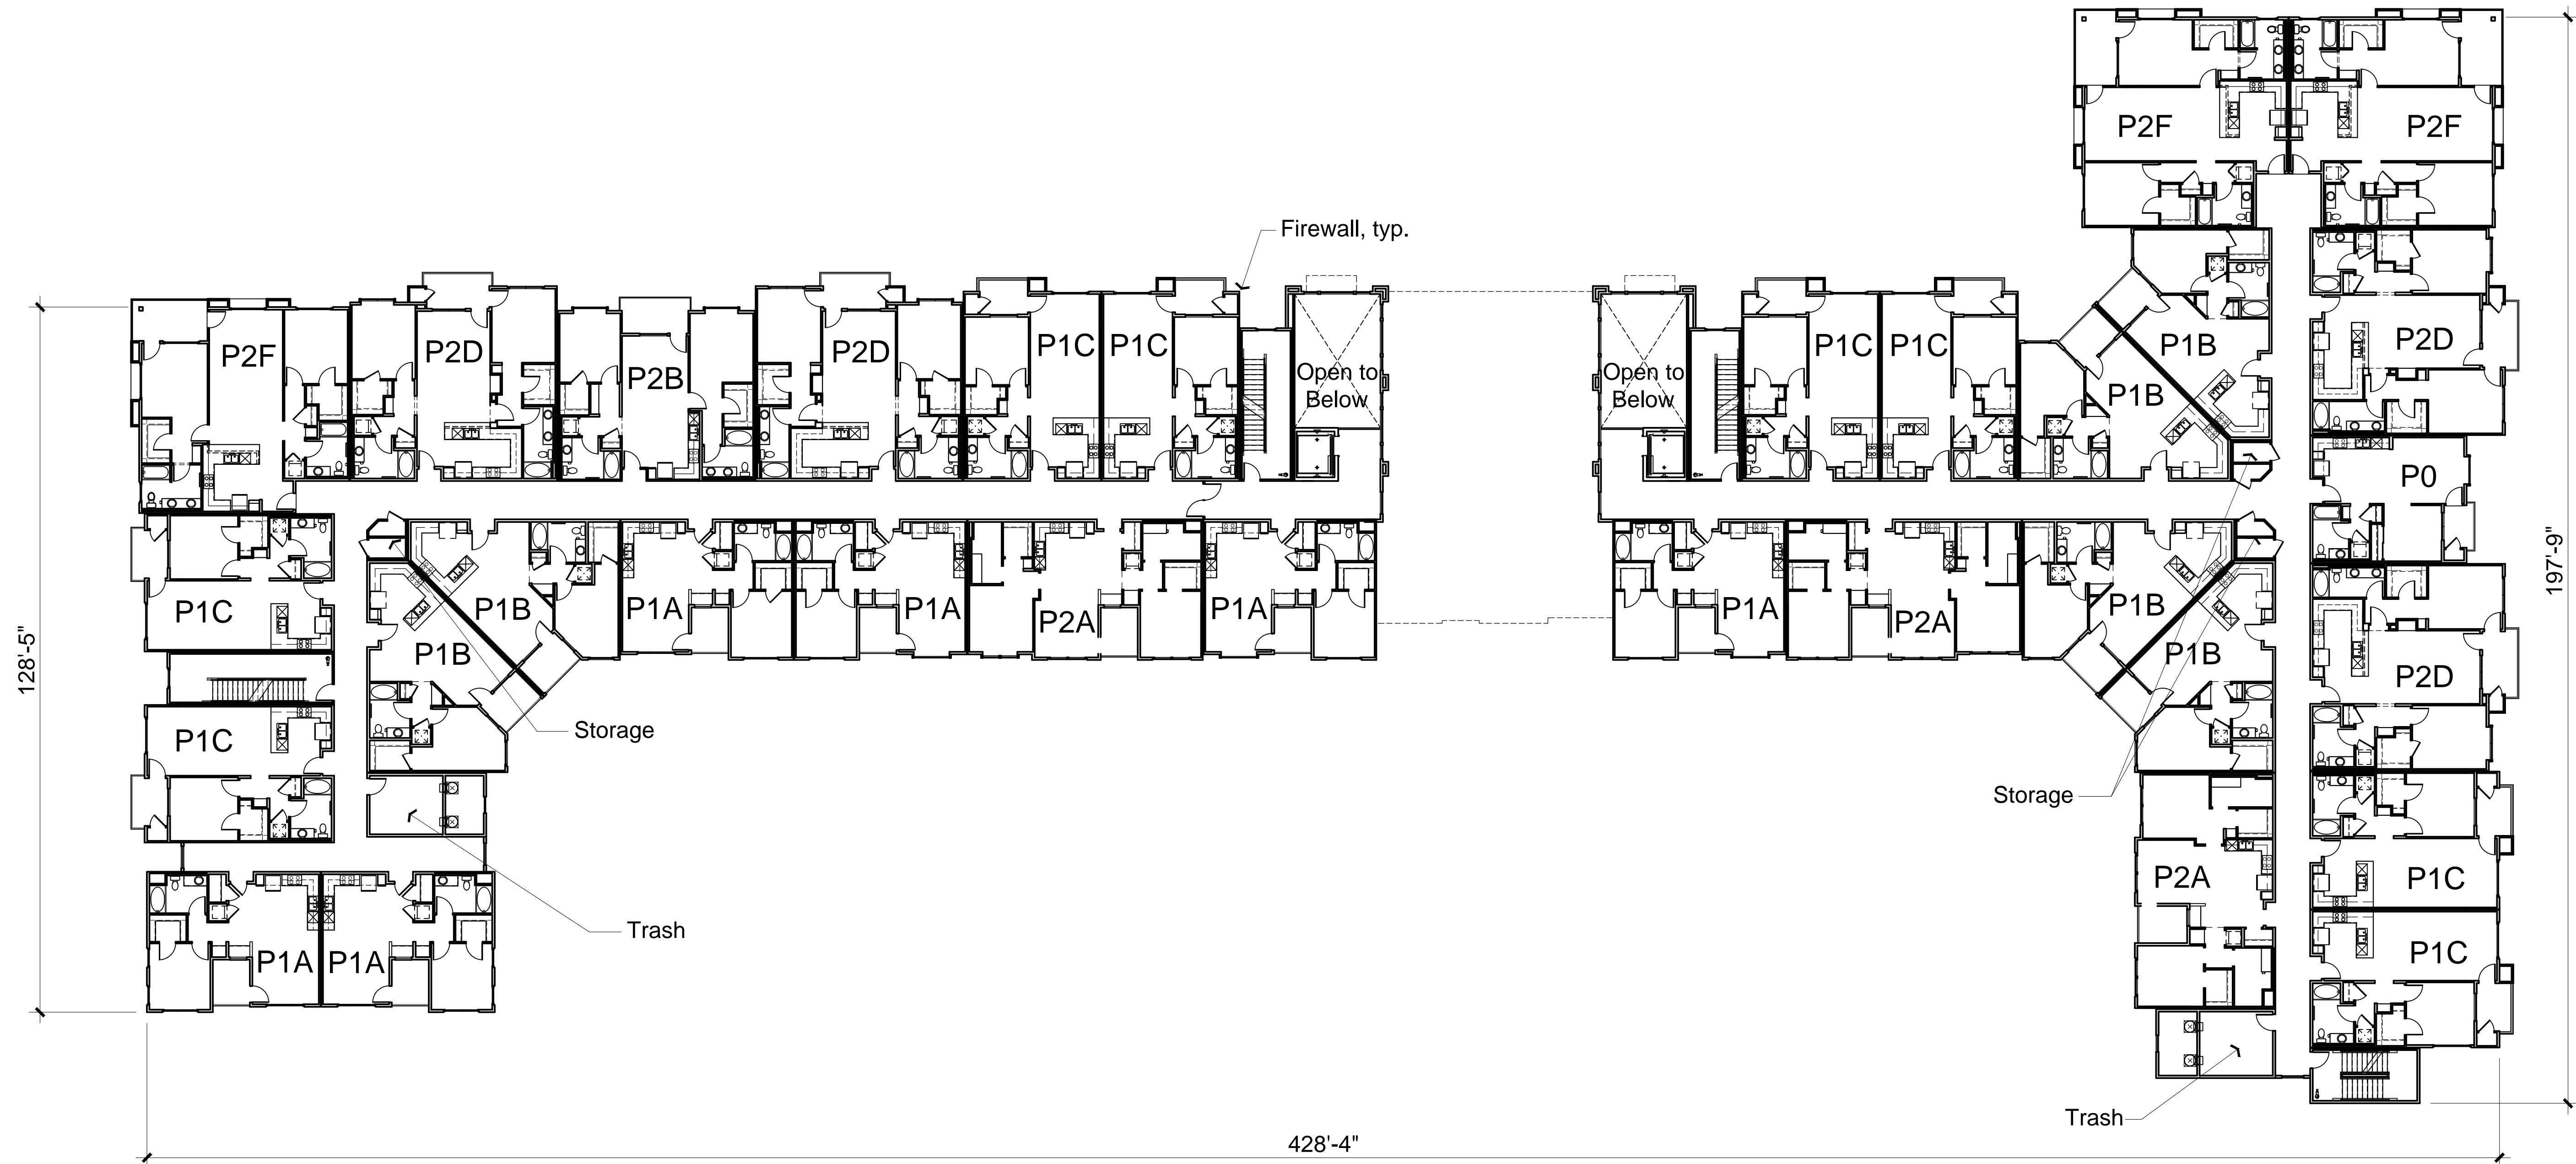 P2F
P2F
Firewall, typ.
P2F
P2D
P2B
P2D
P1C
P1C
Open to
Below
Open to
Below
P1C
P1C
P1B
P1B
P2D
P0
P1C
P1B
P1B
P1A
P1A
P2A
P1A
P1A
P2A
P1B
P1B
P2D
P1C
Storage
Storage
P2A
P1C
Trash
P1A
P1A
P1C
Trash
128'-5"
197'-9"
428'-4"